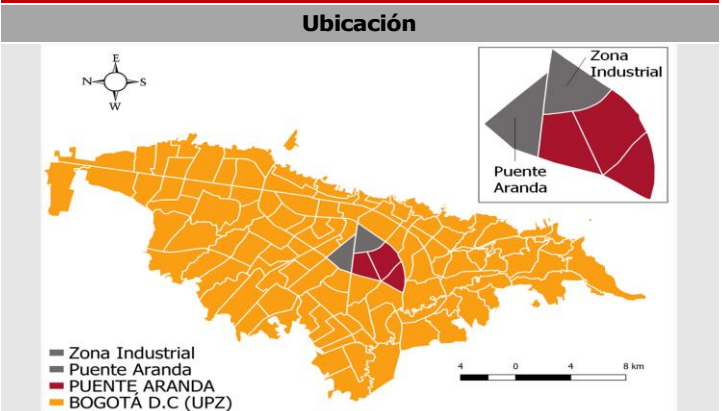 Ubicación
E
N
S
W
Zona
Industrial
Puente
Aranda
Zona Industrial
Puente Aranda
PUENTE ARANDA
BOGOTÁ D.C (UPZ)
4 0 4 8 km